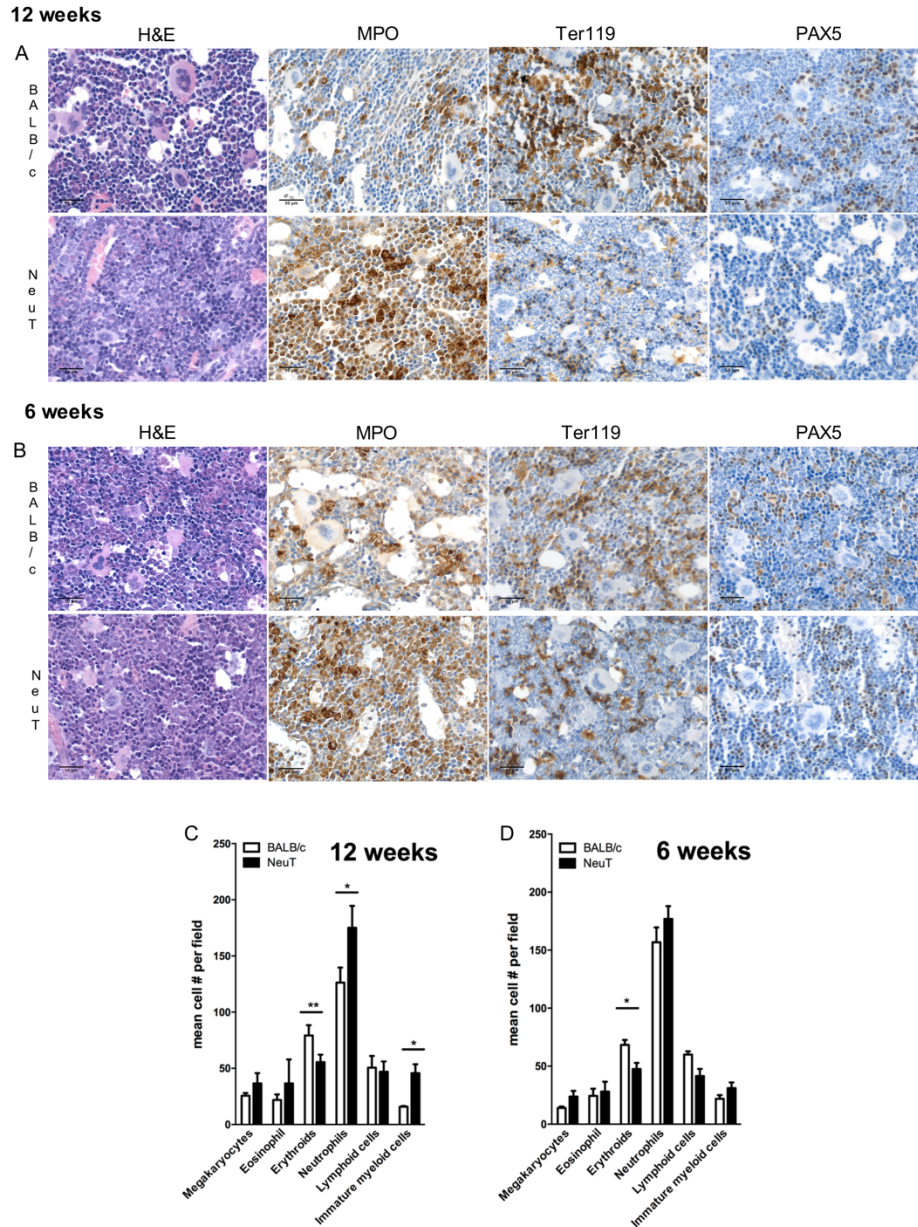 12 weeks
H&E MPO Ter119 PAX5
A
BALB/c
NeuT
50 µm
6 weeks
H&E MPO Ter119 PAX5
B
BALB/c
NeuT
C
12 weeks
BALB/c
NeuT
mean cell # per field
250
200
150
100
50
0
**
*
*
Megakaryocytes
Eosinophil
Erythroids
Neutrophils
Lymphoid cells
Immature myeloid cells
D
6 weeks
BALB/c
NeuT
mean cell # per field
250
200
150
100
50
0
*
Megakaryocytes
Eosinophil
Erythroids
Neutrophils
Lymphoid cells
Immature myeloid cells